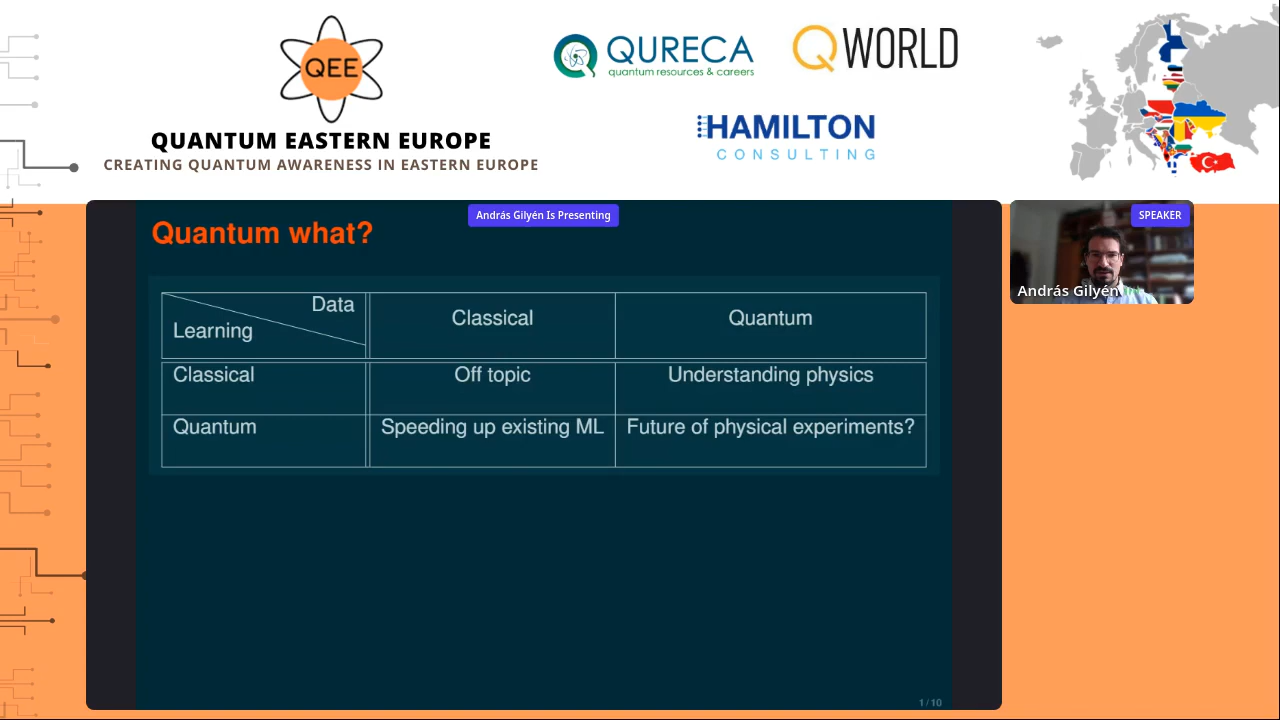 QEE
QUANTUM EASTERN EUROPE
CREATING QUANTUM AWARENESS IN EASTERN EUROPE
QURECA
quantum resources & careers
QWORLD
HAMILTON
CONSULTING
András Gilyén Is Presenting
SPEAKER
András Gilyén
Quantum what?
Data
Learning
Classical
Quantum
Classical
Off topic
Understanding physics
Quantum
Speeding up existing ML
Future of physical experiments?
1 / 10